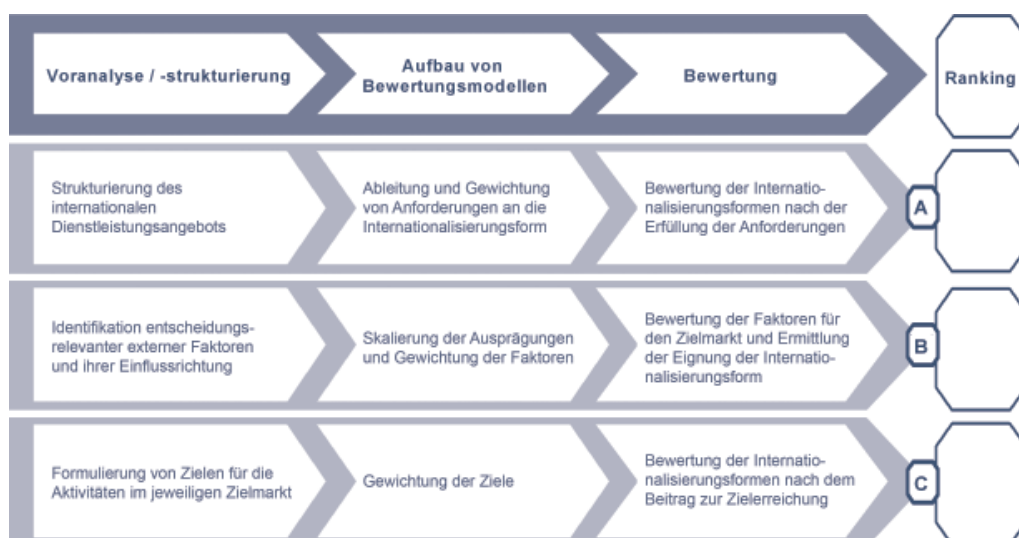 Voranalyse / -strukturierung
Aufbau von
Bewertungsmodellen
Bewertung
Ranking
Strukturierung des
internationalen
Dienstleistungsangebots
Ableitung und Gewichtung
von Anforderungen an die
Internationalisierungsform
Bewertung der Internatio-
nalisierungsformen nach der
Erfüllung der Anforderungen
A
Identifikation entscheidungs-
relevanter externer Faktoren
und ihrer Einflussrichtung
Skalierung der Ausprägungen
und Gewichtung der Faktoren
Bewertung der Faktoren für
den Zielmarkt und Ermittlung
der Eignung der Internatio-
nalisierungsform
B
Formulierung von Zielen für die
Aktivitäten im jeweiligen Zielmarkt
Gewichtung der Ziele
Bewertung der Internatio-
nalisierungsformen nach dem
Beitrag zur Zielerreichung
C